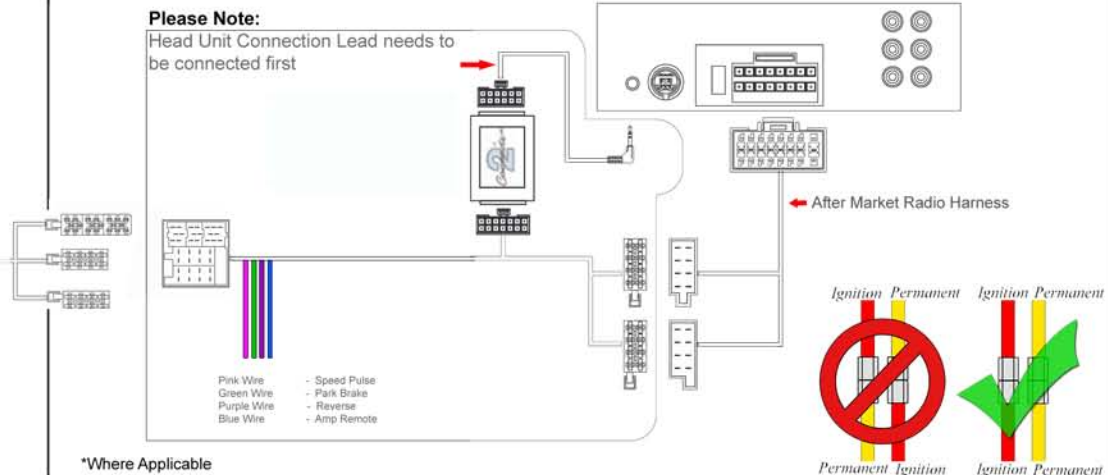 Please Note:
Head Unit Connection Lead needs to
be connected first
After Market Radio Harness
Pink Wire - Speed Pulse
Green Wire - Park Brake
Purple Wire - Reverse
Blue Wire - Amp Remote
*Where Applicable
Ignition Permanent Ignition Permanent
Permanent Ignition Ignition Permanent